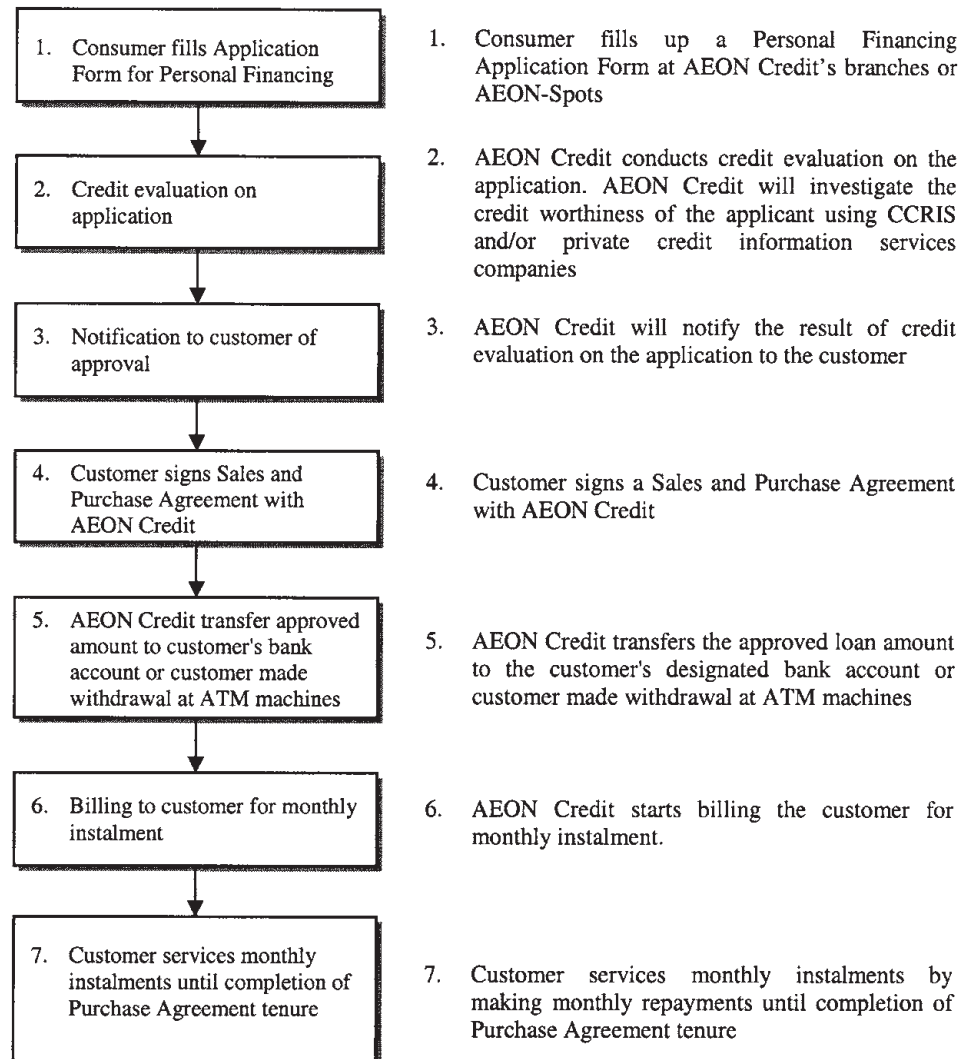 1. Consumer fills Application
Form for Personal Financing
1. Consumer fills up a Personal Financing
Application Form at AEON Credit's branches or
AEON-Spots
2. Credit evaluation on
application
2. AEON Credit conducts credit evaluation on the
application. AEON Credit will investigate the
credit worthiness of the applicant using CCRIS
and/or private credit information services
companies
3. Notification to customer of
approval
3. AEON Credit will notify the result of credit
evaluation on the application to the customer
4. Customer signs Sales and
Purchase Agreement with
AEON Credit
4. Customer signs a Sales and Purchase Agreement
with AEON Credit
5. AEON Credit transfer approved
amount to customer's bank
account or customer made
withdrawal at ATM machines
5. AEON Credit transfers the approved loan amount
to the customer's designated bank account or
customer made withdrawal at ATM machines
6. Billing to customer for monthly
instalment
6. AEON Credit starts billing the customer for
monthly instalment.
7. Customer services monthly
instalments until completion of
Purchase Agreement tenure
7. Customer services monthly instalments by
making monthly repayments until completion of
Purchase Agreement tenure